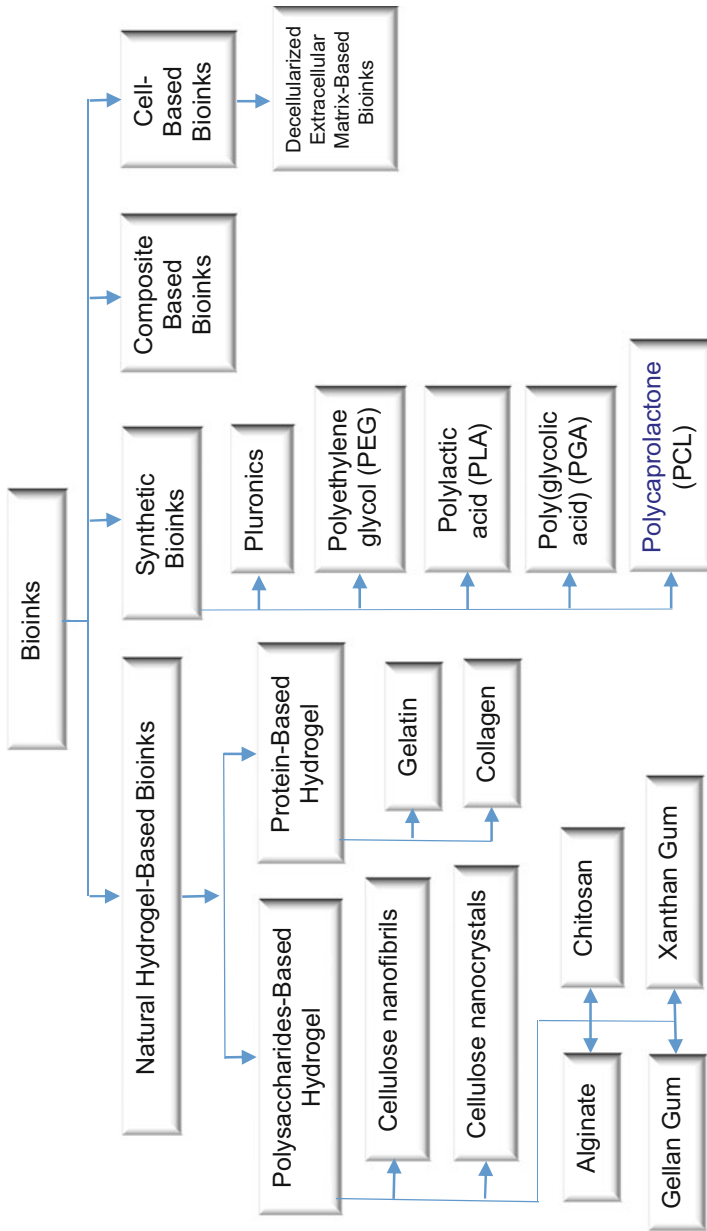 Bioinks
Natural Hydrogel-Based Bioinks
Synthetic
Bioinks
Composite
Based
Bioinks
Cell-
Based
Bioinks
Polysaccharides-Based
Hydrogel
Protein-Based
Hydrogel
Pluronics
Decellularized
Extracellular
Matrix-Based
Bioinks
Cellulose nanofibrils
Gelatin
Polyethylene
glycol (PEG)
Cellulose nanocrystals
Collagen
Polylactic
acid (PLA)
Alginate
Chitosan
Poly(glycolic
acid) (PGA)
Gellan Gum
Xanthan Gum
Polycaprolactone
(PCL)